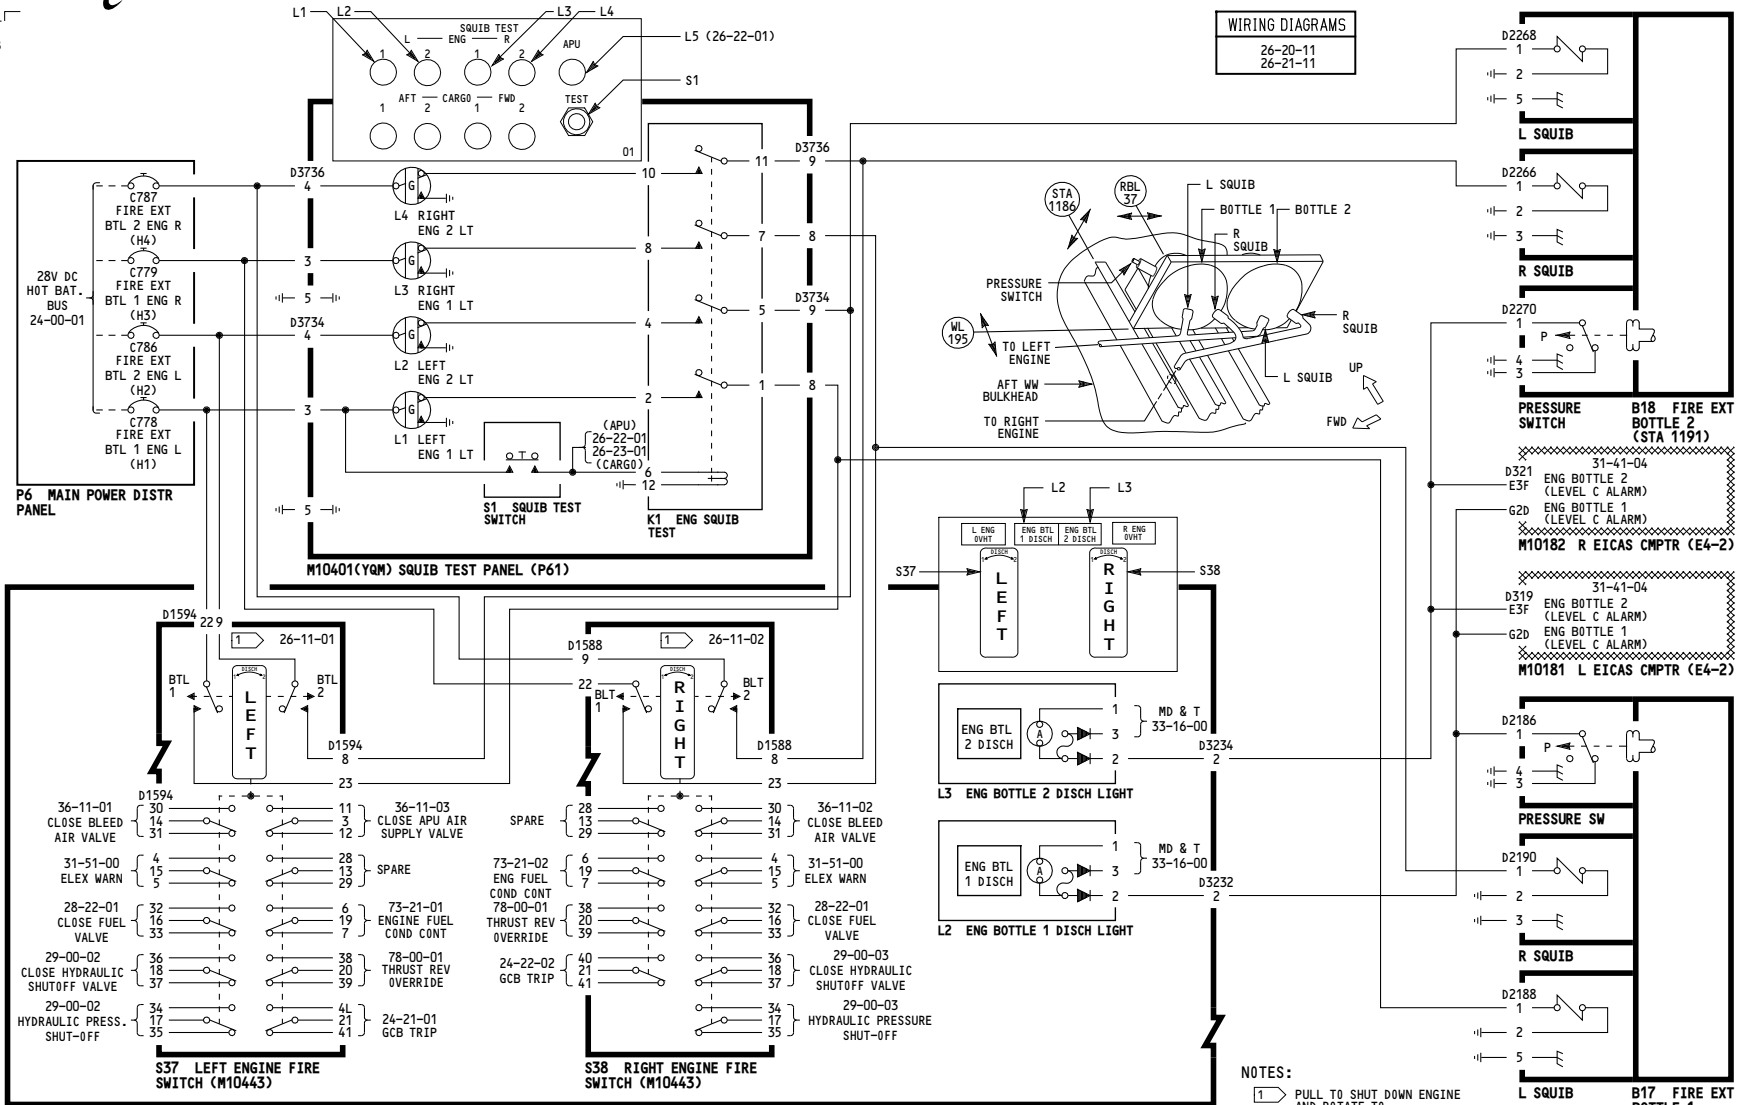 L1
L2
L3
L4
SQUIB TEST
L ENG R
1 2 1 2 APU
L5 (26-22-01)
S1
AFT CARGO FWD
1 2 1 2
TEST
01
WIRING DIAGRAMS
26-20-11
26-21-11
28V DC
HOT BAT.
BUS
24-00-01
C787
FIRE EXT
BTL 2 ENG R
(H4)
C779
FIRE EXT
BTL 1 ENG R
(H3)
C786
FIRE EXT
BTL 2 ENG L
(H2)
C778
FIRE EXT
BTL 1 ENG L
(H1)
P6 MAIN POWER DISTR
PANEL
D3736
4
3
5
D3734
4
3
5
G
L4 RIGHT
ENG 2 LT
G
L3 RIGHT
ENG 1 LT
G
L2 LEFT
ENG 2 LT
G
L1 LEFT
ENG 1 LT
S1 SQUIB TEST
SWITCH
(APU)
26-22-01
26-23-01
(CARGO)
10
8
4
2
6
12
11
7
5
1
D3736
9
8
D3734
9
8
K1 ENG SQUIB
TEST
M10401(YQM) SQUIB TEST PANEL (P61)
STA
1186
RBL
37
L SQUIB
BOTTLE 1
BOTTLE 2
R
SQUIB
PRESSURE
SWITCH
WL
195
TO LEFT
ENGINE
AFT WW
BULKHEAD
TO RIGHT
ENGINE
R
SQUIB
L SQUIB
UP
FWD
D2268
1
2
5
L SQUIB
D2266
1
2
3
R SQUIB
D2270
1
4
3
P
PRESSURE
SWITCH
B18 FIRE EXT
BOTTLE 2
(STA 1191)
31-41-04
D321
E3F ENG BOTTLE 2
(LEVEL C ALARM)
G2D ENG BOTTLE 1
(LEVEL C ALARM)
M10182 R EICAS CMPTR (E4-2)
31-41-04
D319
E3F ENG BOTTLE 2
(LEVEL C ALARM)
G2D ENG BOTTLE 1
(LEVEL C ALARM)
M10181 L EICAS CMPTR (E4-2)
L2
L3
L ENG
OVHT
ENG BTL
1 DISCH
ENG BTL
2 DISCH
R ENG
OVHT
DISCH
1 2
LEFT
DISCH
1 2
RIGHT
S37
S38
D1594
22 9
1
26-11-01
BTL
1
DISCH
1 2
LEFT
BTL
2
D1594
8
23
D1594
36-11-01
CLOSE BLEED
AIR VALVE
30
14
31
31-51-00
ELEX WARN
4
15
5
28-22-01
CLOSE FUEL
VALVE
32
16
33
29-00-02
CLOSE HYDRAULIC
SHUTOFF VALVE
36
18
37
29-00-02
HYDRAULIC PRESS.
SHUT-OFF
34
17
35
11
3
12
36-11-03
CLOSE APU AIR
SUPPLY VALVE
28
13
29
SPARE
6
19
7
73-21-01
ENGINE FUEL
COND CONT
38
20
39
78-00-01
THRUST REV
OVERRIDE
4L
21
41
24-21-01
GCB TRIP
S37 LEFT ENGINE FIRE
SWITCH (M10443)
D1588
9
22
1
26-11-02
BLT
1
DISCH
1 2
RIGHT
BLT
2
D1588
8
23
SPARE
28
13
29
73-21-02
ENG FUEL
COND CONT
6
19
7
78-00-01
THRUST REV
OVERRIDE
38
20
39
24-22-02
GCB TRIP
40
21
41
30
14
31
36-11-02
CLOSE BLEED
AIR VALVE
4
15
5
31-51-00
ELEX WARN
32
16
33
28-22-01
CLOSE FUEL
VALVE
36
18
37
29-00-03
CLOSE HYDRAULIC
SHUTOFF VALVE
34
17
35
29-00-03
HYDRAULIC PRESSURE
SHUT-OFF
S38 RIGHT ENGINE FIRE
SWITCH (M10443)
ENG BTL
2 DISCH
A
1
3
2
MD & T
33-16-00
D3234
2
L3 ENG BOTTLE 2 DISCH LIGHT
ENG BTL
1 DISCH
A
1
3
2
MD & T
33-16-00
D3232
2
L2 ENG BOTTLE 1 DISCH LIGHT
D2186
1
4
3
P
PRESSURE SW
D2190
1
2
3
R SQUIB
D2188
1
2
5
L SQUIB
B17 FIRE EXT
NOTES:
1 PULL TO SHUT DOWN ENGINE